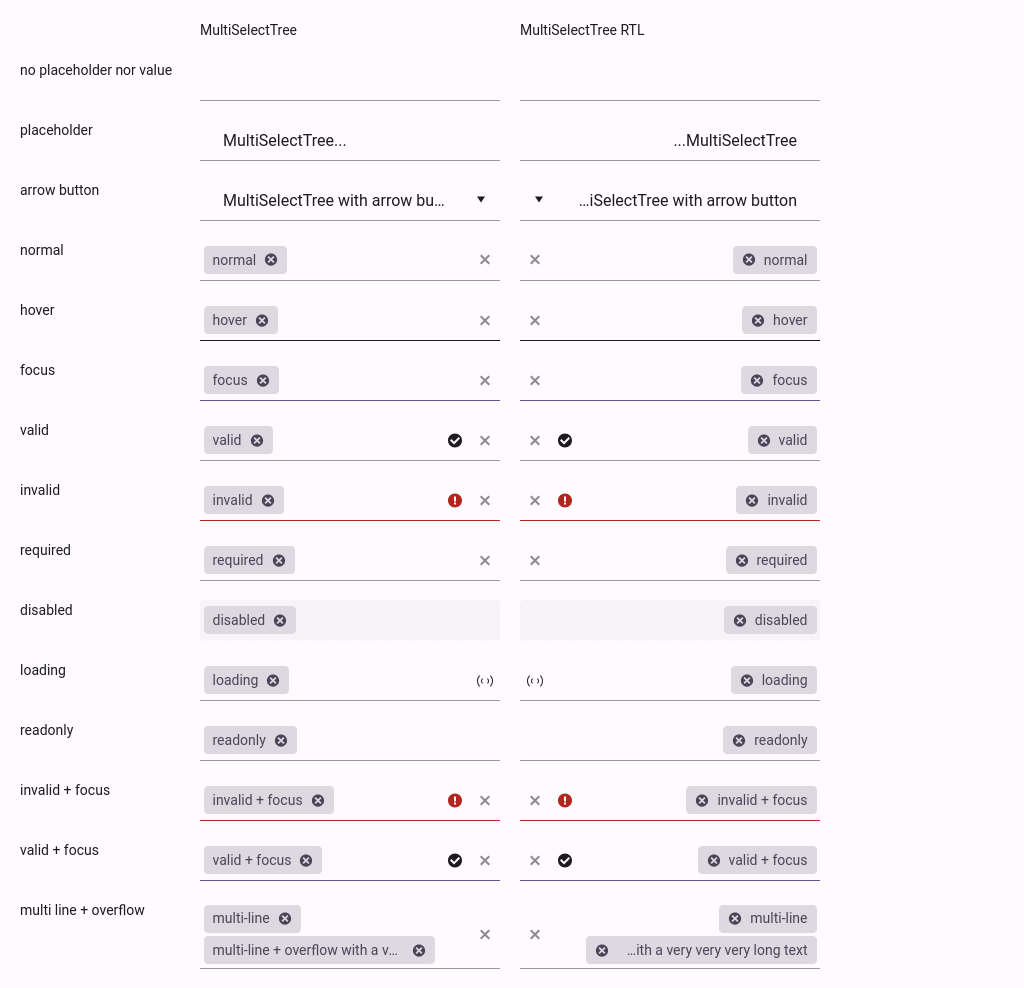 MultiSelectTree MultiSelectTree RTL
no placeholder nor value
placeholder MultiSelectTree... ...MultiSelectTree
arrow button MultiSelectTree with arrow bu... ...iSelectTree with arrow button
normal normal normal
hover hover hover
focus focus focus
valid valid valid
invalid invalid invalid
required required required
disabled disabled disabled
loading loading loading
readonly readonly readonly
invalid + focus invalid + focus invalid + focus
valid + focus valid + focus valid + focus
multi line + overflow multi-line multi-line
multi-line + overflow with a v... ...ith a very very very long text